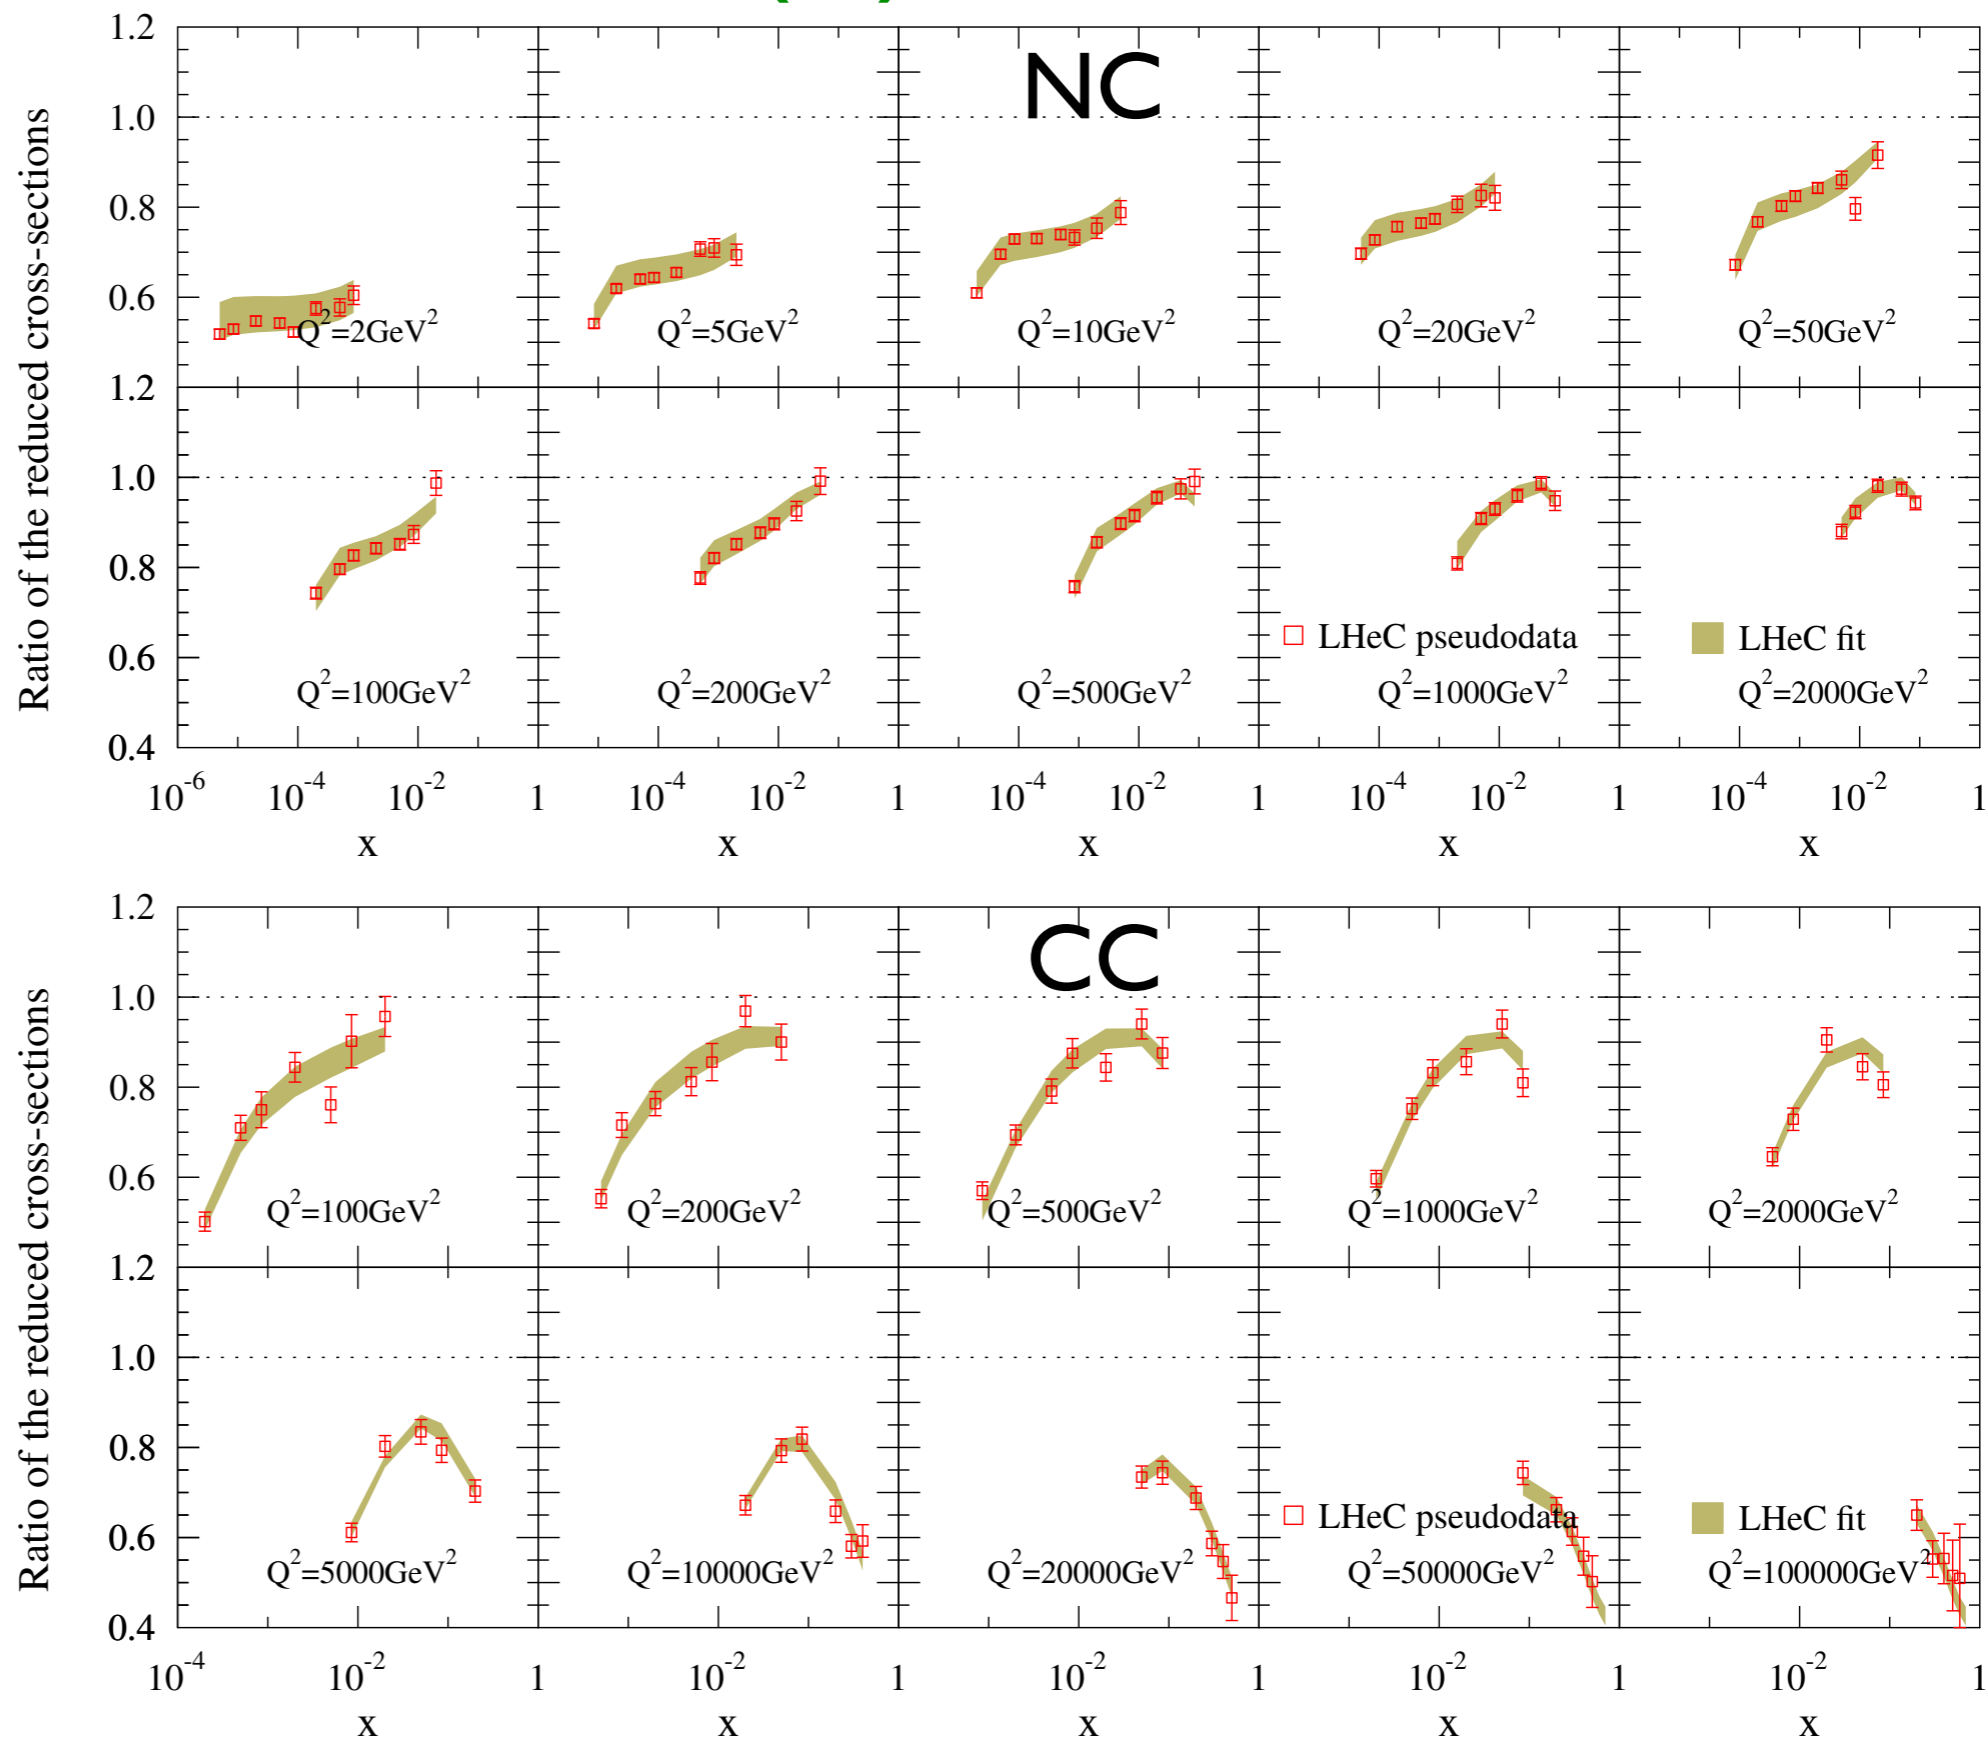 NC
Ratio of the reduced cross-sections
1.2
1.0
0.8
0.6
Q²=2GeV²
Q²=5GeV²
Q²=10GeV²
Q²=20GeV²
Q²=50GeV²
1.2
1.0
0.8
0.6
0.4
LHeC pseudodata
LHeC fit
Q²=100GeV²
Q²=200GeV²
Q²=500GeV²
Q²=1000GeV²
Q²=2000GeV²
10⁻⁶ 10⁻⁴ 10⁻² 1 10⁻⁴ 10⁻² 1 10⁻⁴ 10⁻² 1 10⁻⁴ 10⁻² 1 10⁻⁴ 10⁻² 1
x x x x x
CC
Ratio of the reduced cross-sections
1.2
1.0
0.8
0.6
Q²=100GeV²
Q²=200GeV²
Q²=500GeV²
Q²=1000GeV²
Q²=2000GeV²
1.2
1.0
0.8
0.6
0.4
LHeC pseudodata
LHeC fit
Q²=5000GeV²
Q²=10000GeV²
Q²=20000GeV²
Q²=50000GeV²
Q²=100000GeV²
10⁻⁴ 10⁻² 1 10⁻² 1 10⁻² 1 10⁻² 1 10⁻² 1
x x x x x